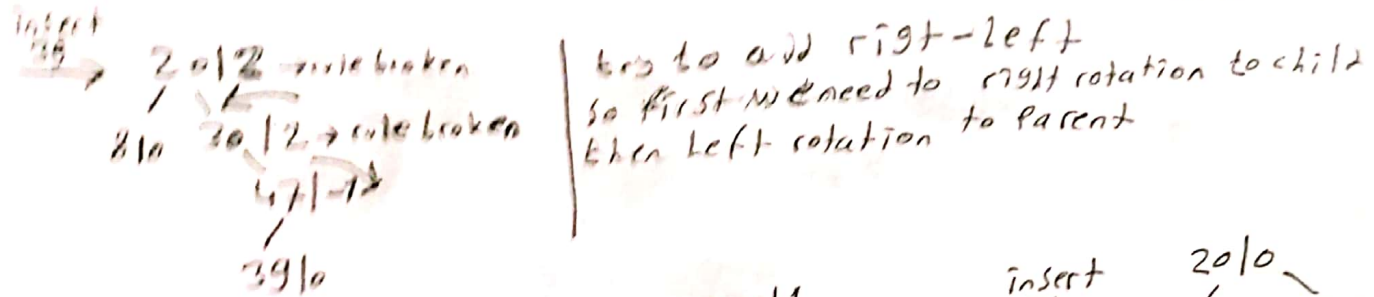 insert
39
20|2 → rule broken
8|0 30|2 → rule broken
47|-1
39|0
try to add rigt-left
so first we need to right rotation to child
then Left rotation to Parent
insert 20|0